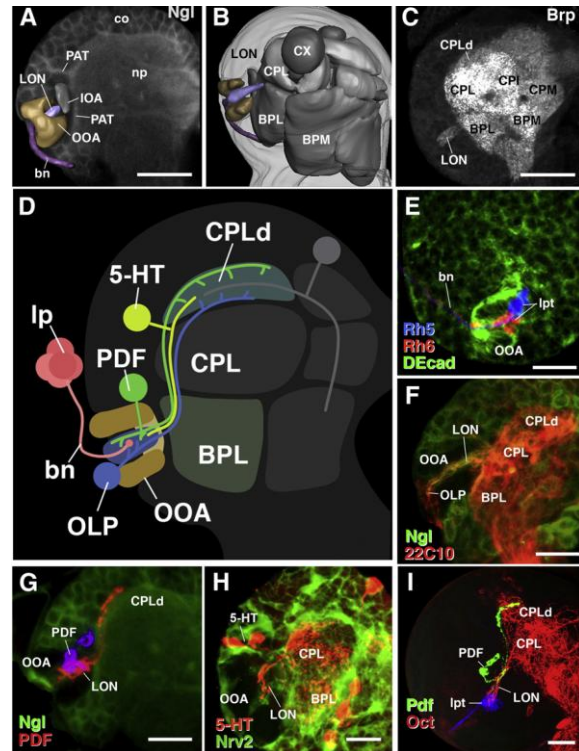 A
Ngl
co
PAT
LON
np
IOA
PAT
OOA
bn
B
LON
CX
CPL
BPL
BPM
C
Brp
CPLd
CPL
CPI
CPM
BPL
BPM
LON
D
CPLd
5-HT
lp
PDF
CPL
bn
BPL
OLP
OOA
E
bn
lpt
Rh5
Rh6
DEcad
OOA
F
CPLd
LON
OOA
CPL
OLP
BPL
Ngl
22C10
G
CPLd
PDF
OOA
LON
Ngl
PDF
H
5-HT
CPL
OOA
BPL
LON
5-HT
Nrv2
I
CPLd
CPL
PDF
lpt
LON
Pdf
Oct